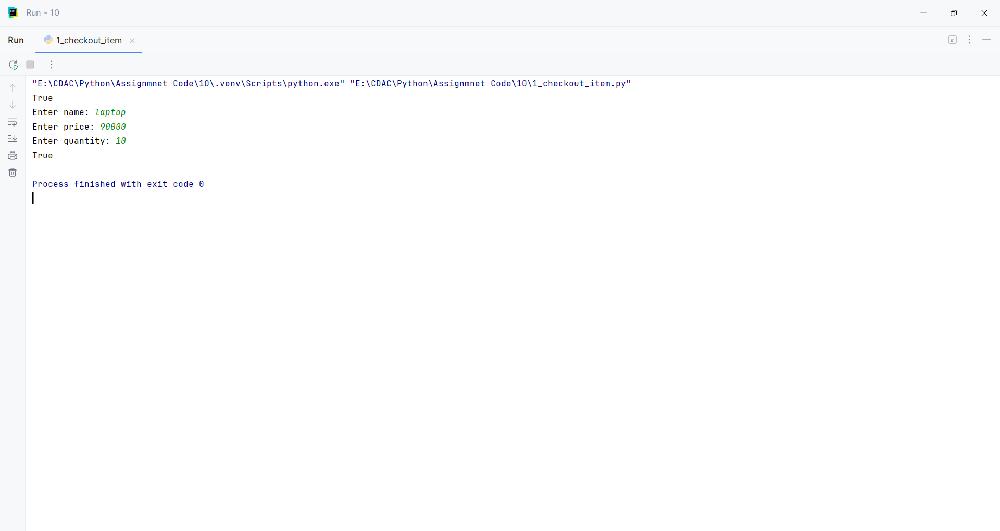 Run - 10
Run 1_checkout_item
"E:\CDAC\Python\Assignmnet Code\10\.venv\Scripts\python.exe" "E:\CDAC\Python\Assignmnet Code\10\1_checkout_item.py"
True
Enter name: laptop
Enter price: 90000
Enter quantity: 10
True
Process finished with exit code 0